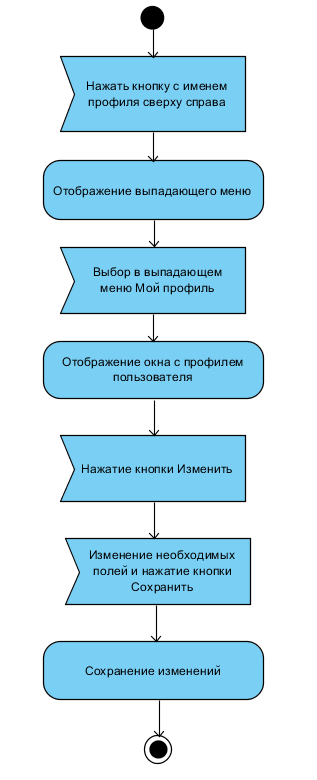 Нажать кнопку с именем
профиля сверху справа
Отображение выпадающего меню
Выбор в выпадающем
меню Мой профиль
Отображение окна с профилем
пользователя
Нажатие кнопки Изменить
Изменение необходимых
полей и нажатие кнопки
Сохранить
Сохранение изменений